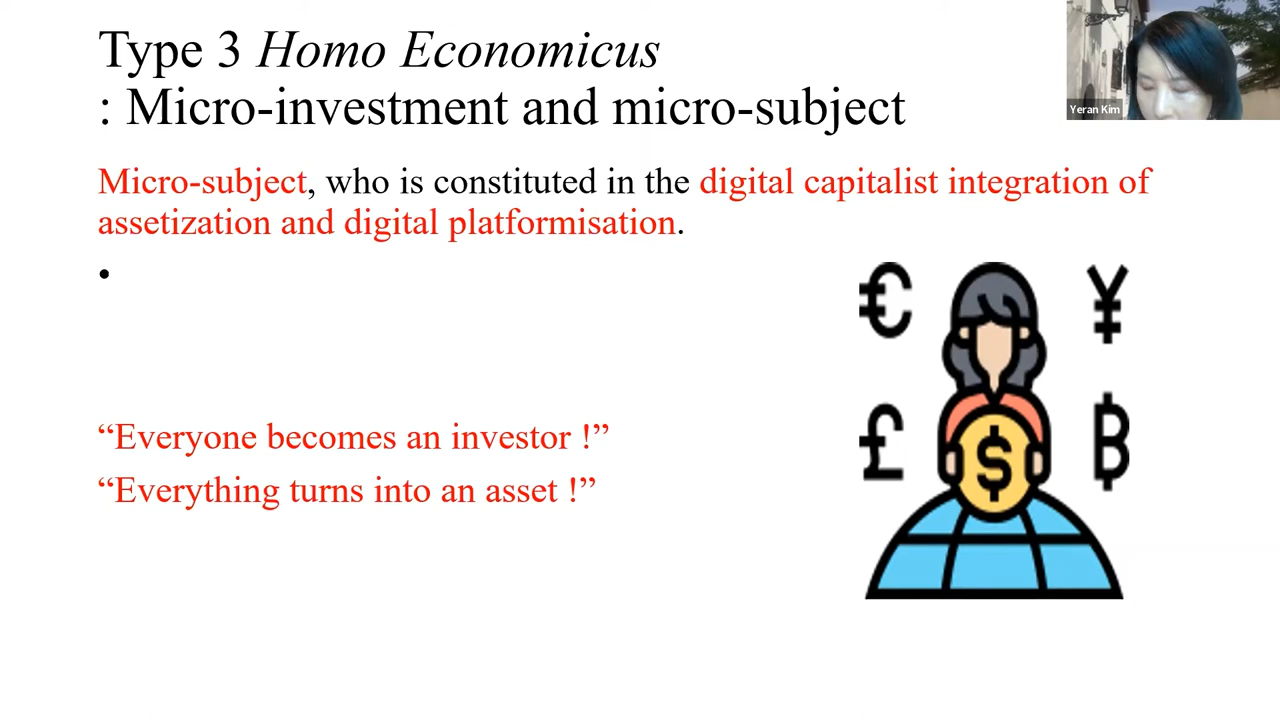 Type 3 Homo Economicus
: Micro-investment and micro-subject
Yeran Kim
Micro-subject, who is constituted in the digital capitalist integration of
assetization and digital platformisation.
•
“Everyone becomes an investor !”
“Everything turns into an asset !”
€
¥
£
฿
$